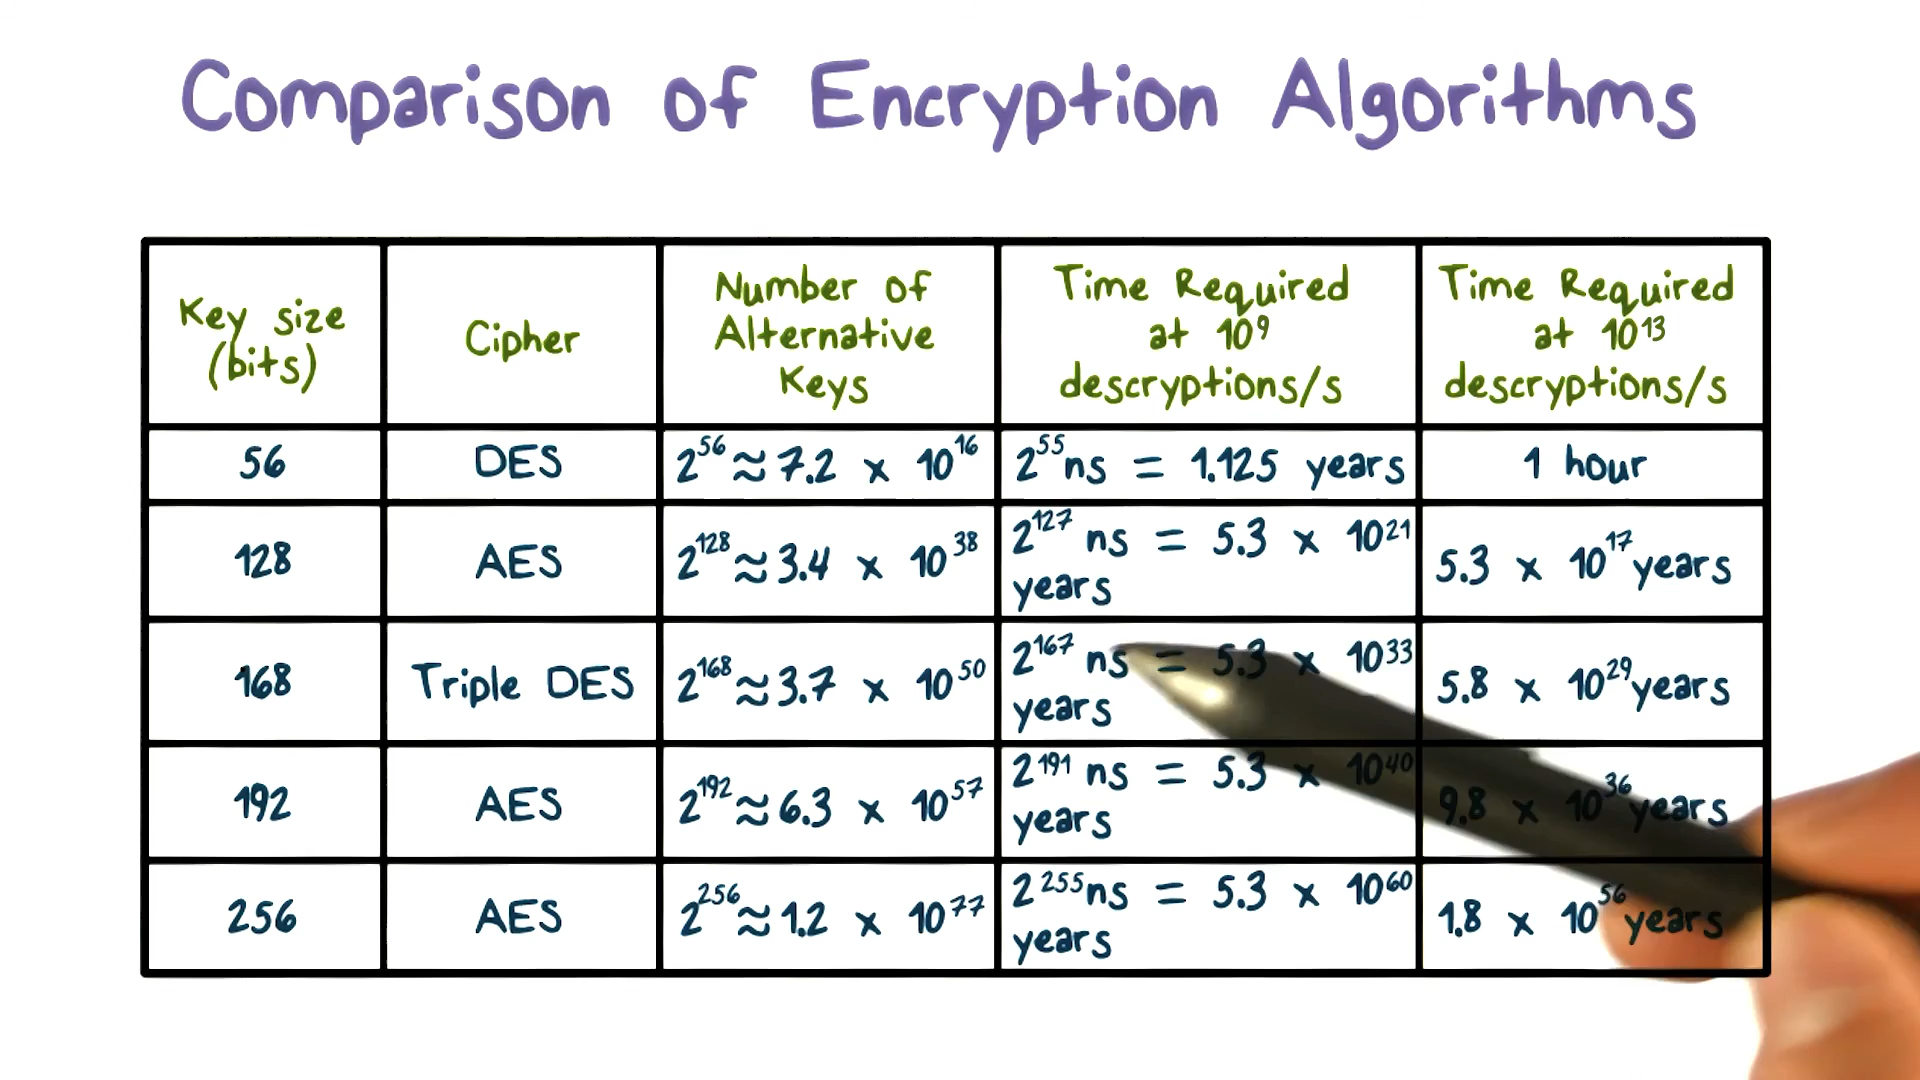 Comparison of Encryption Algorithms
Key size
(bits)
Cipher
Number of
Alternative
Keys
Time Required
at 10⁹
descryptions/s
Time Required
at 10¹³
descryptions/s
56
DES
2⁵⁶ ≈ 7.2 x 10¹⁶
2⁵⁵ns = 1.125 years
1 hour
128
AES
2¹²⁸ ≈ 3.4 x 10³⁸
2¹²⁷ ns = 5.3 x 10²¹
years
5.3 x 10¹⁷ years
168
Triple DES
2¹⁶⁸ ≈ 3.7 x 10⁵⁰
2¹⁶⁷ ns = 5.3 x 10³³
years
5.8 x 10²⁹ years
192
AES
2¹⁹² ≈ 6.3 x 10⁵⁷
2¹⁹¹ ns = 5.3 x 10⁴⁰
years
9.8 x 10³⁶ years
256
AES
2²⁵⁶ ≈ 1.2 x 10⁷⁷
2²⁵⁵ns = 5.3 x 10⁶⁰
years
1.8 x 10⁵⁶ years